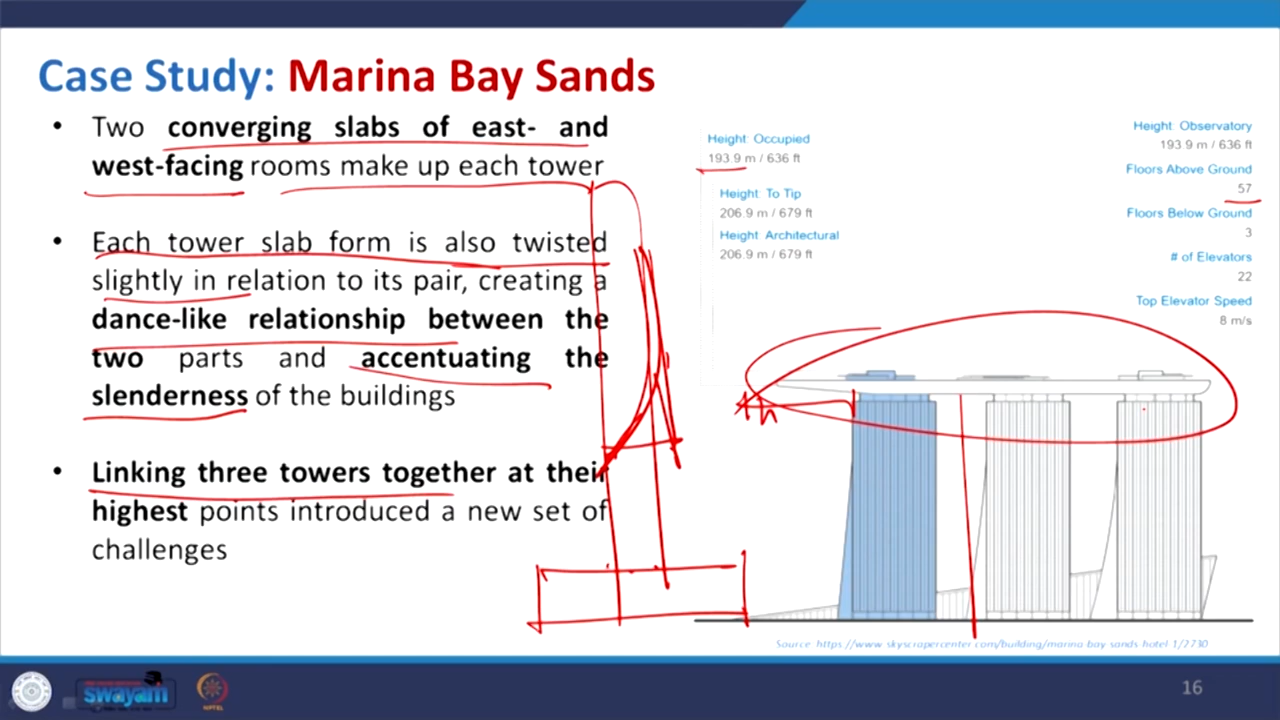 Case Study: Marina Bay Sands
• Two converging slabs of east- and
west-facing rooms make up each tower
• Each tower slab form is also twisted
slightly in relation to its pair, creating a
dance-like relationship between the
two parts and accentuating the
slenderness of the buildings
• Linking three towers together at their
highest points introduced a new set of
challenges
Height: Occupied
193.9 m / 636 ft
Height: To Tip
206.9 m / 679 ft
Height: Architectural
206.9 m / 679 ft
Height: Observatory
193.9 m / 636 ft
Floors Above Ground
57
Floors Below Ground
3
# of Elevators
22
Top Elevator Speed
8 m/s
Source: https://www.skyscrapercenter.com/building/marina-bay-sands-hotel-1/2730
swayam
NPTEL
16